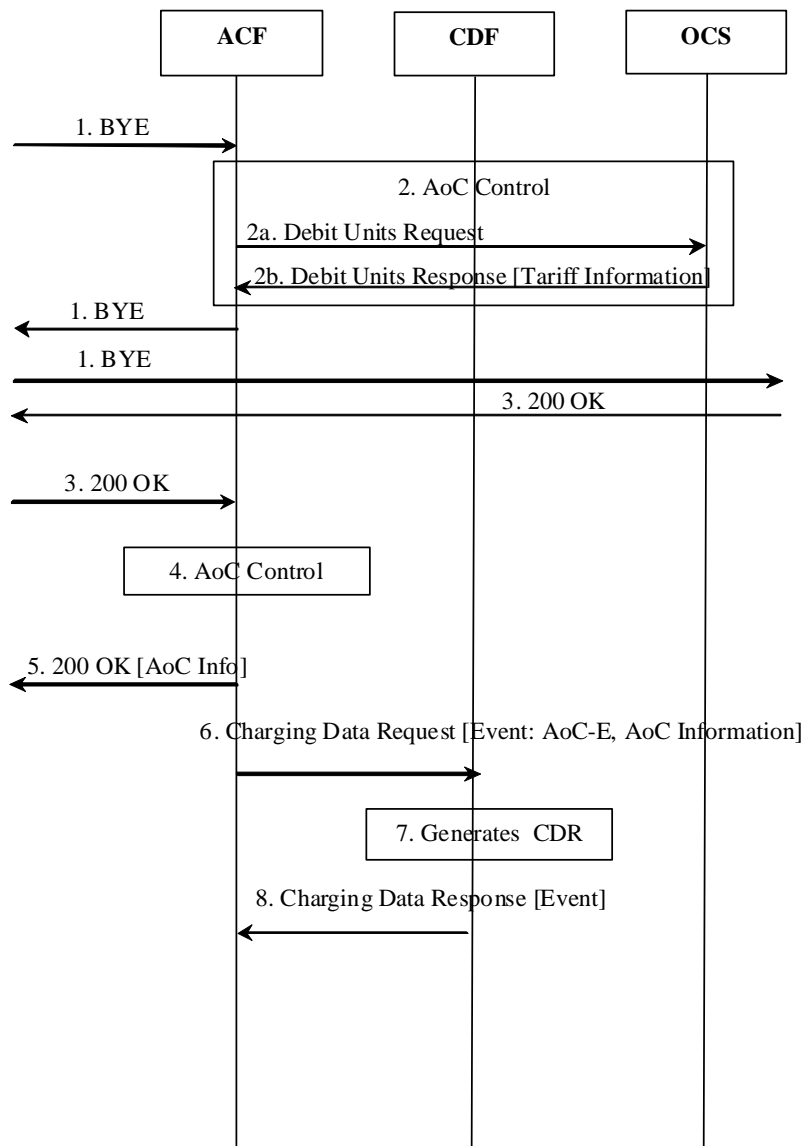 ACF CDF OCS
1. BYE
2. AoC Control
2a. Debit Units Request
2b. Debit Units Response [Tariff Information]
1. BYE
1. BYE
3. 200 OK
3. 200 OK
4. AoC Control
5. 200 OK [AoC Info]
6. Charging Data Request [Event: AoC-E, AoC Information]
7. Generates CDR
8. Charging Data Response [Event]